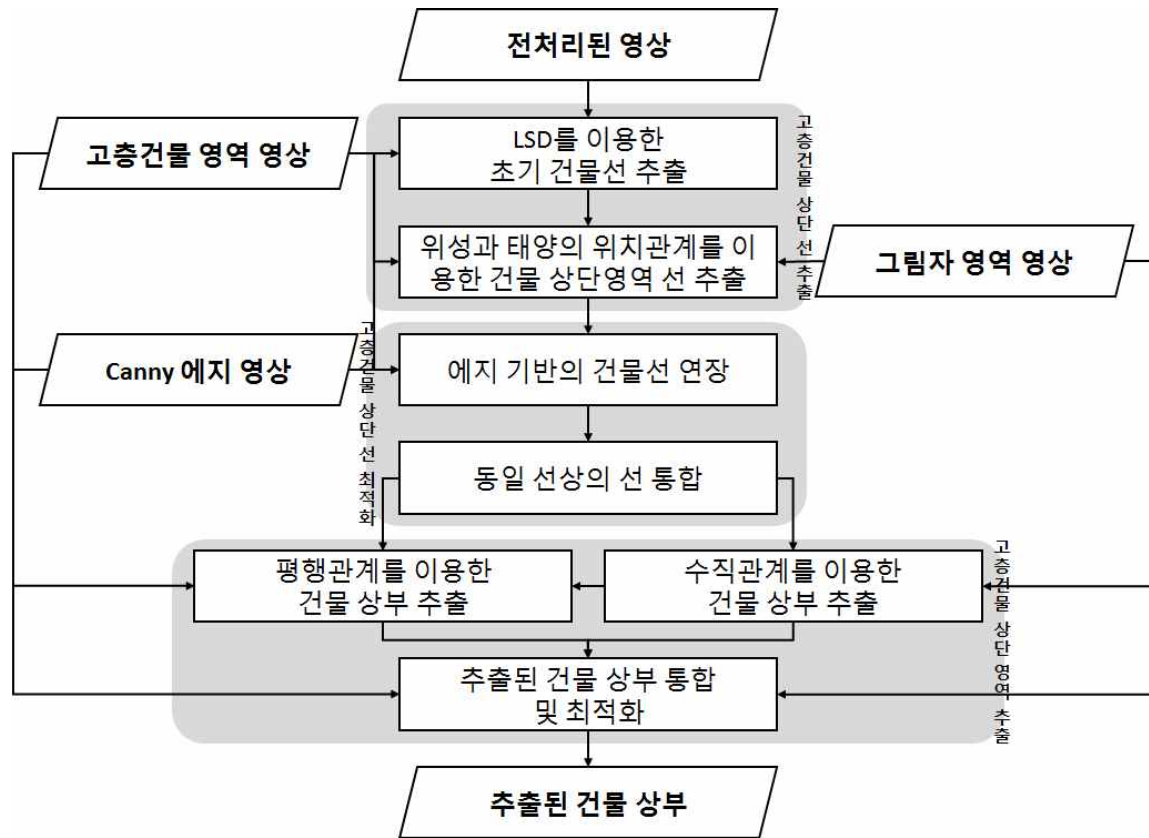 전처리된 영상
고층건물 영역 영상
LSD를 이용한
초기 건물선 추출
고층건물 상단 선 추출
위성과 태양의 위치관계를 이
용한 건물 상단영역 선 추출
그림자 영역 영상
Canny 에지 영상
고층건물 상단 선 최적화
에지 기반의 건물선 연장
동일 선상의 선 통합
평행관계를 이용한
건물 상부 추출
수직관계를 이용한
건물 상부 추출
고층건물 상단 영역 추출
추출된 건물 상부 통합
및 최적화
추출된 건물 상부